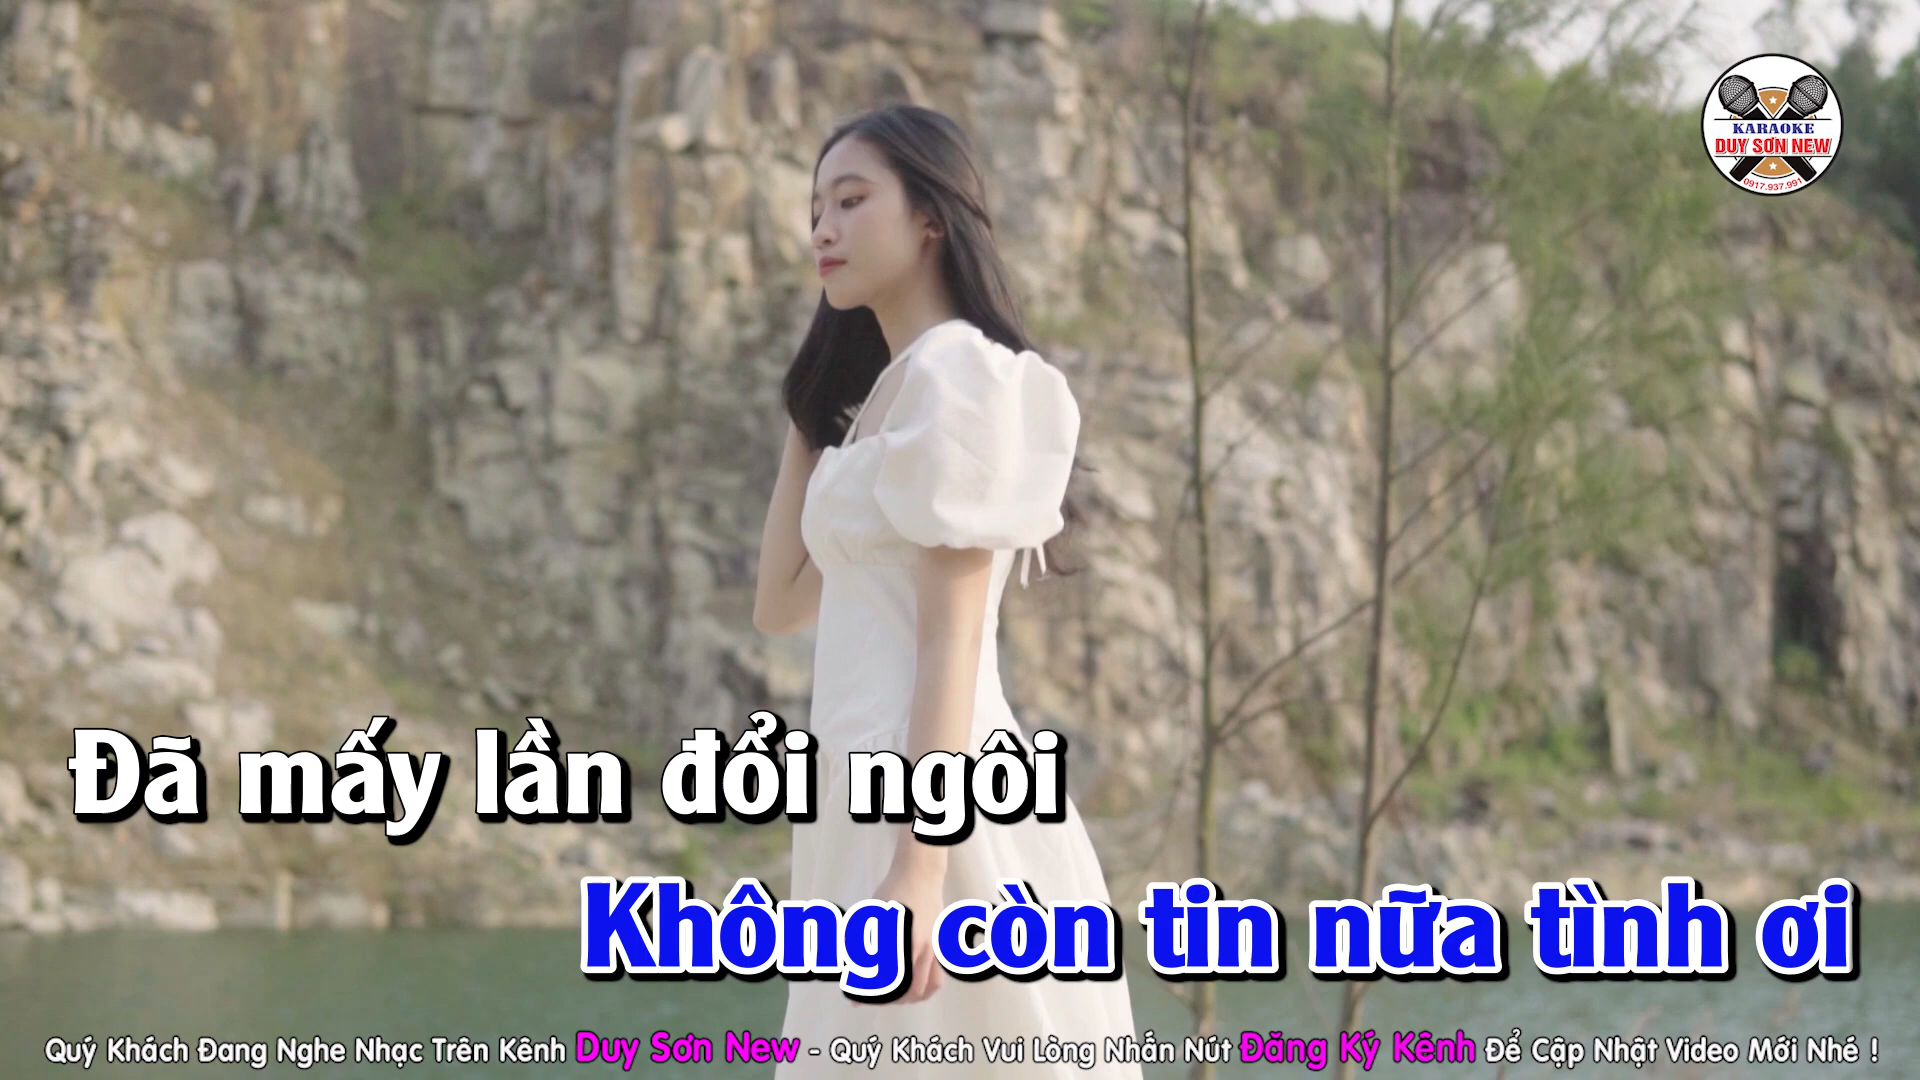 KARAOKE
DUY SƠN NEW
0917.937.991
Đã mấy lần đổi ngôi
Không còn tin nữa tình ơi
Quý Khách Đang Nghe Nhạc Trên Kênh Duy Sơn New - Quý Khách Vui Lòng Nhấn Nút Đăng Ký Kênh Để Cập Nhật Video Mới Nhé !